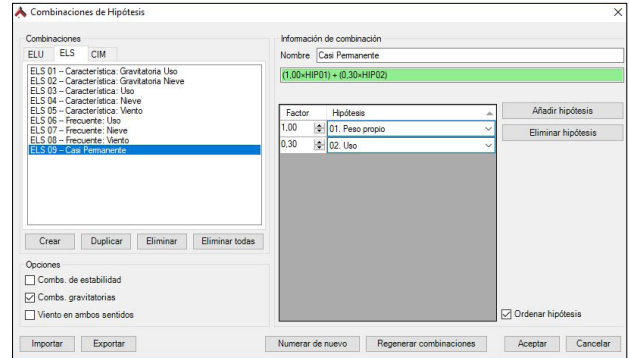 Combinaciones de Hipótesis
Combinaciones
ELU ELS CIM
ELS 01 – Característica: Gravitatoria Uso
ELS 02 – Característica: Gravitatoria Nieve
ELS 03 – Característica: Uso
ELS 04 – Característica: Nieve
ELS 05 – Característica: Viento
ELS 06 – Frecuente: Uso
ELS 07 – Frecuente: Nieve
ELS 08 – Frecuente: Viento
ELS 09 – Casi Permanente
Crear Duplicar Eliminar Eliminar todas
Opciones
Combs. de estabilidad
Combs. gravitatorias
Viento en ambos sentidos
Información de combinación
Nombre Casi Permanente
(1,00×HIP01) + (0,30×HIP02)
Factor Hipótesis
1,00 01. Peso propio
0,30 02. Uso
Añadir hipótesis
Eliminar hipótesis
Ordenar hipótesis
Importar Exportar Numerar de nuevo Regenerar combinaciones Aceptar Cancelar